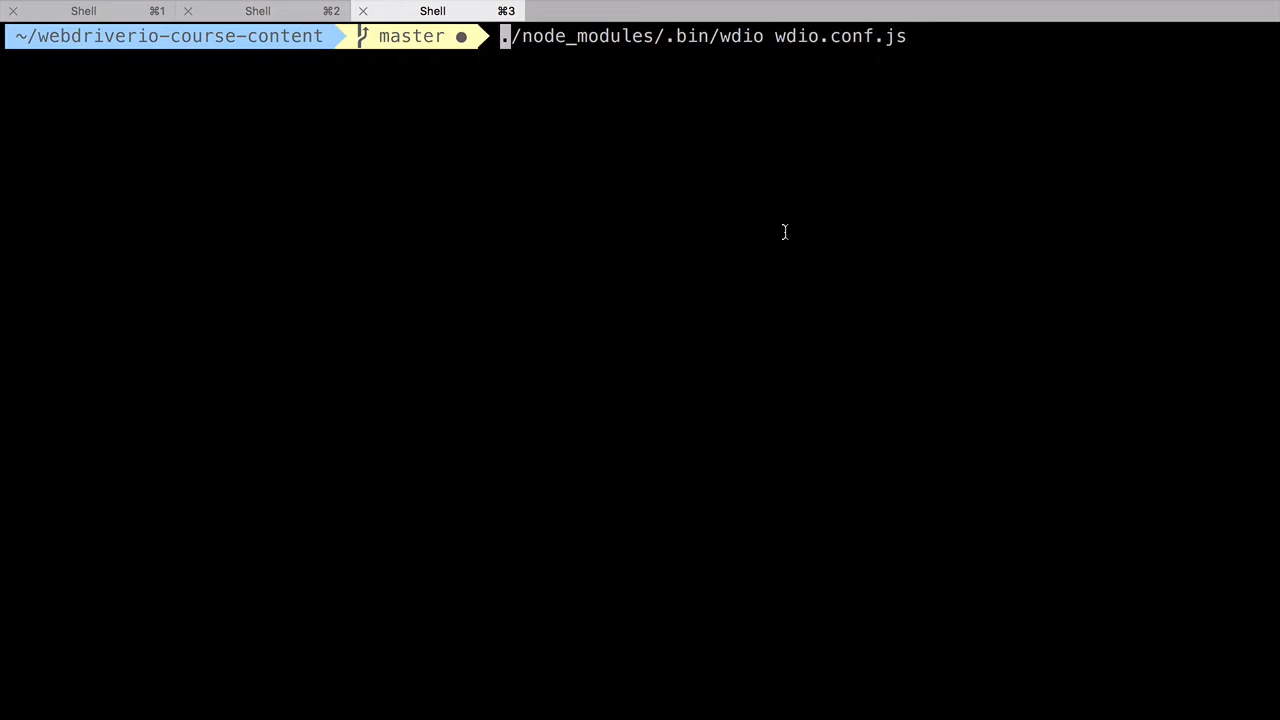 Shell ⌘1 Shell ⌘2 Shell ⌘3
~/webdriverio-course-content master ● ./node_modules/.bin/wdio wdio.conf.js